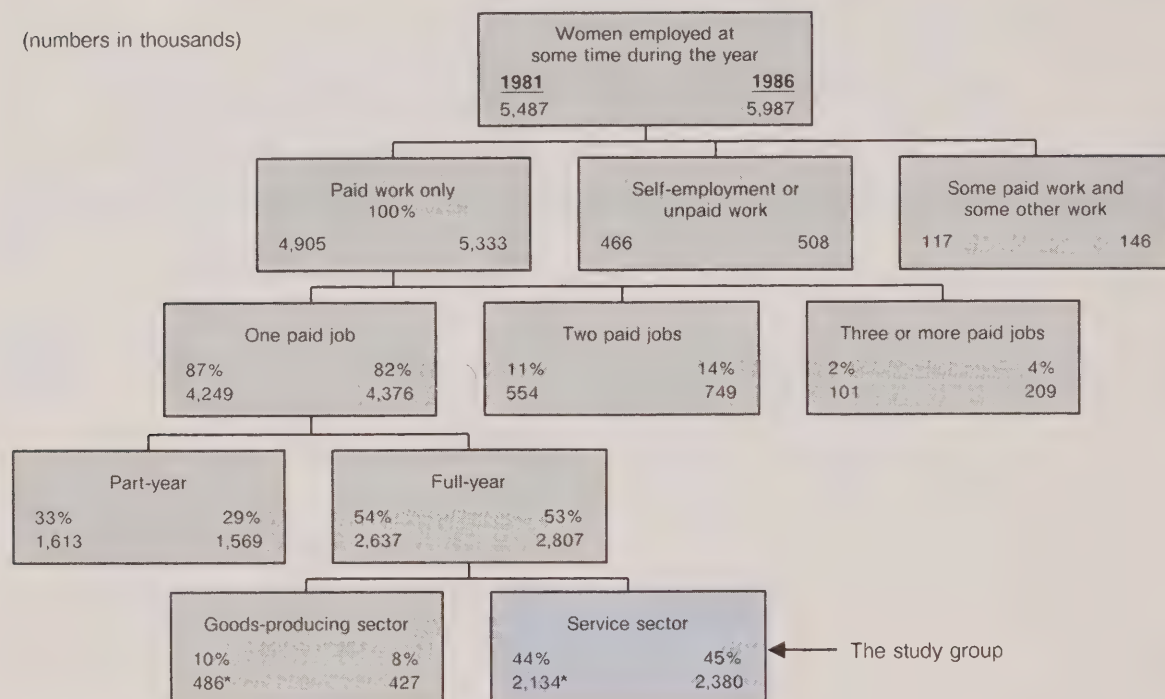 (numbers in thousands)
Women employed at
some time during the year
1981 1986
5,487 5,987
Paid work only
100%
4,905 5,333
Self-employment or
unpaid work
466 508
Some paid work and
some other work
117 146
One paid job
87% 82%
4,249 4,376
Two paid jobs
11% 14%
554 749
Three or more paid jobs
2% 4%
101 209
Part-year
33% 29%
1,613 1,569
Full-year
54% 53%
2,637 2,807
Goods-producing sector
10% 8%
486* 427
Service sector
44% 45%
2,134* 2,380
The study group